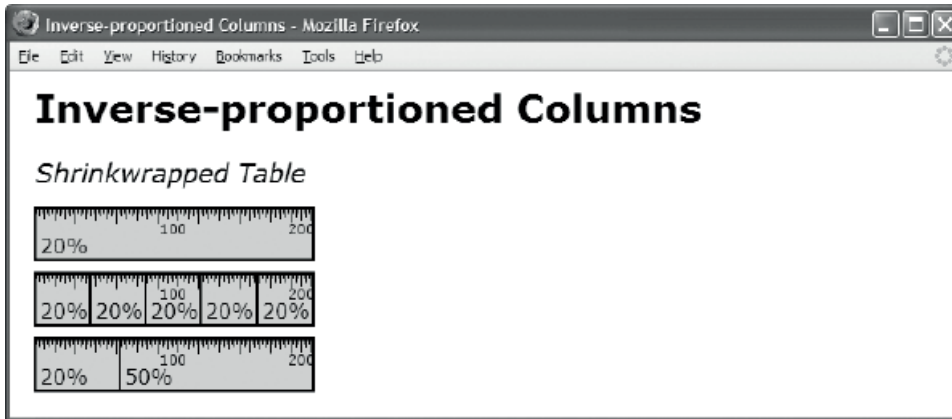 Inverse-proportioned Columns - Mozilla Firefox
File Edit View History Bookmarks Tools Help
Inverse-proportioned Columns
Shrinkwrapped Table
100 200
20%
100 200
20% 20% 20% 20% 20%
100 200
20% 50%